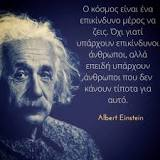 Ο κόσμος είναι ένα
επικίνδυνο μέρος να
ζεις. Όχι γιατί
υπάρχουν επικίνδυνοι
άνθρωποι, αλλά
επειδή υπάρχουν
,άνθρωποι που δεν
κάνουν τίποτα για
αυτό.
Albert Einstein